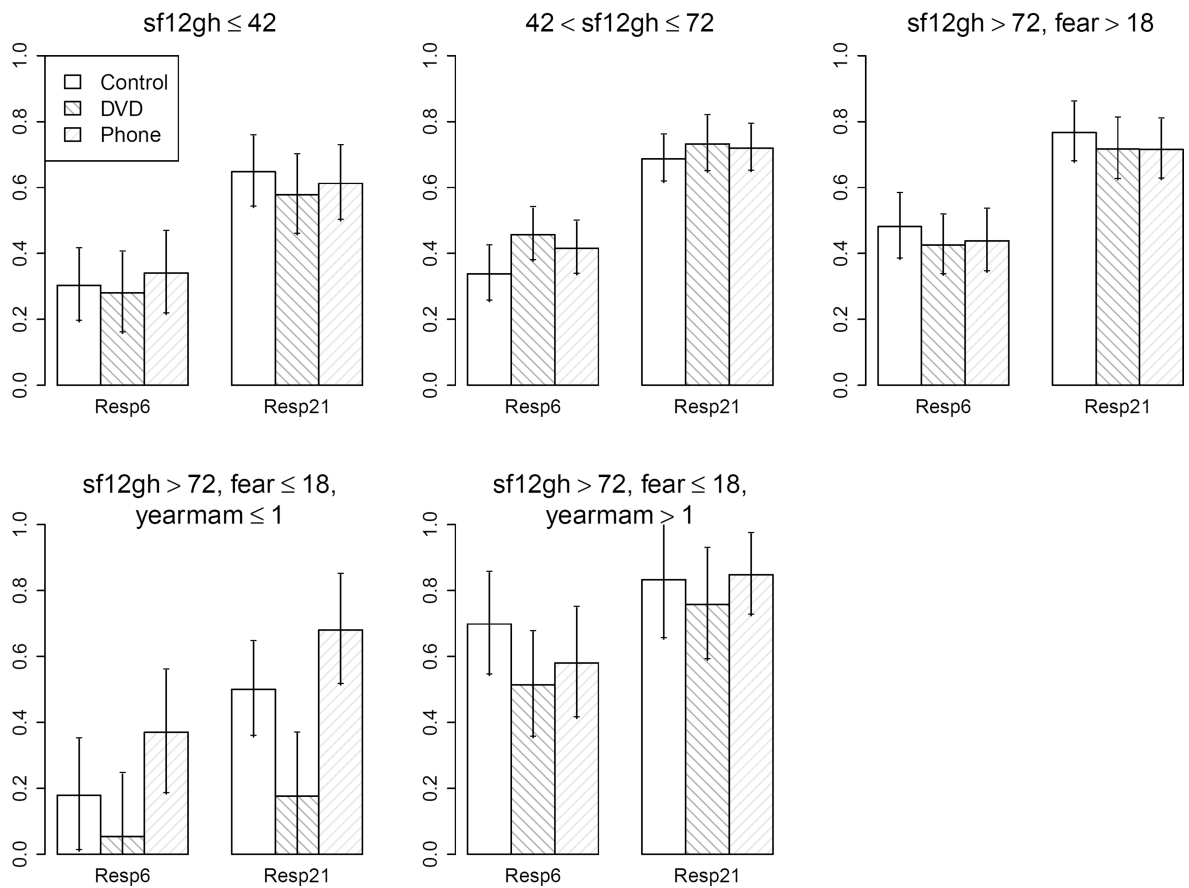 sf12gh ≤ 42
42 < sf12gh ≤ 72
sf12gh > 72, fear > 18
0.0 0.2 0.4 0.6 0.8 1.0
Control
DVD
Phone
Resp6 Resp21
0.0 0.2 0.4 0.6 0.8 1.0
Resp6 Resp21
0.0 0.2 0.4 0.6 0.8 1.0
Resp6 Resp21
sf12gh > 72, fear ≤ 18,
yearmam ≤ 1
0.0 0.2 0.4 0.6 0.8 1.0
Resp6 Resp21
sf12gh > 72, fear ≤ 18,
yearmam > 1
0.0 0.2 0.4 0.6 0.8 1.0
Resp6 Resp21